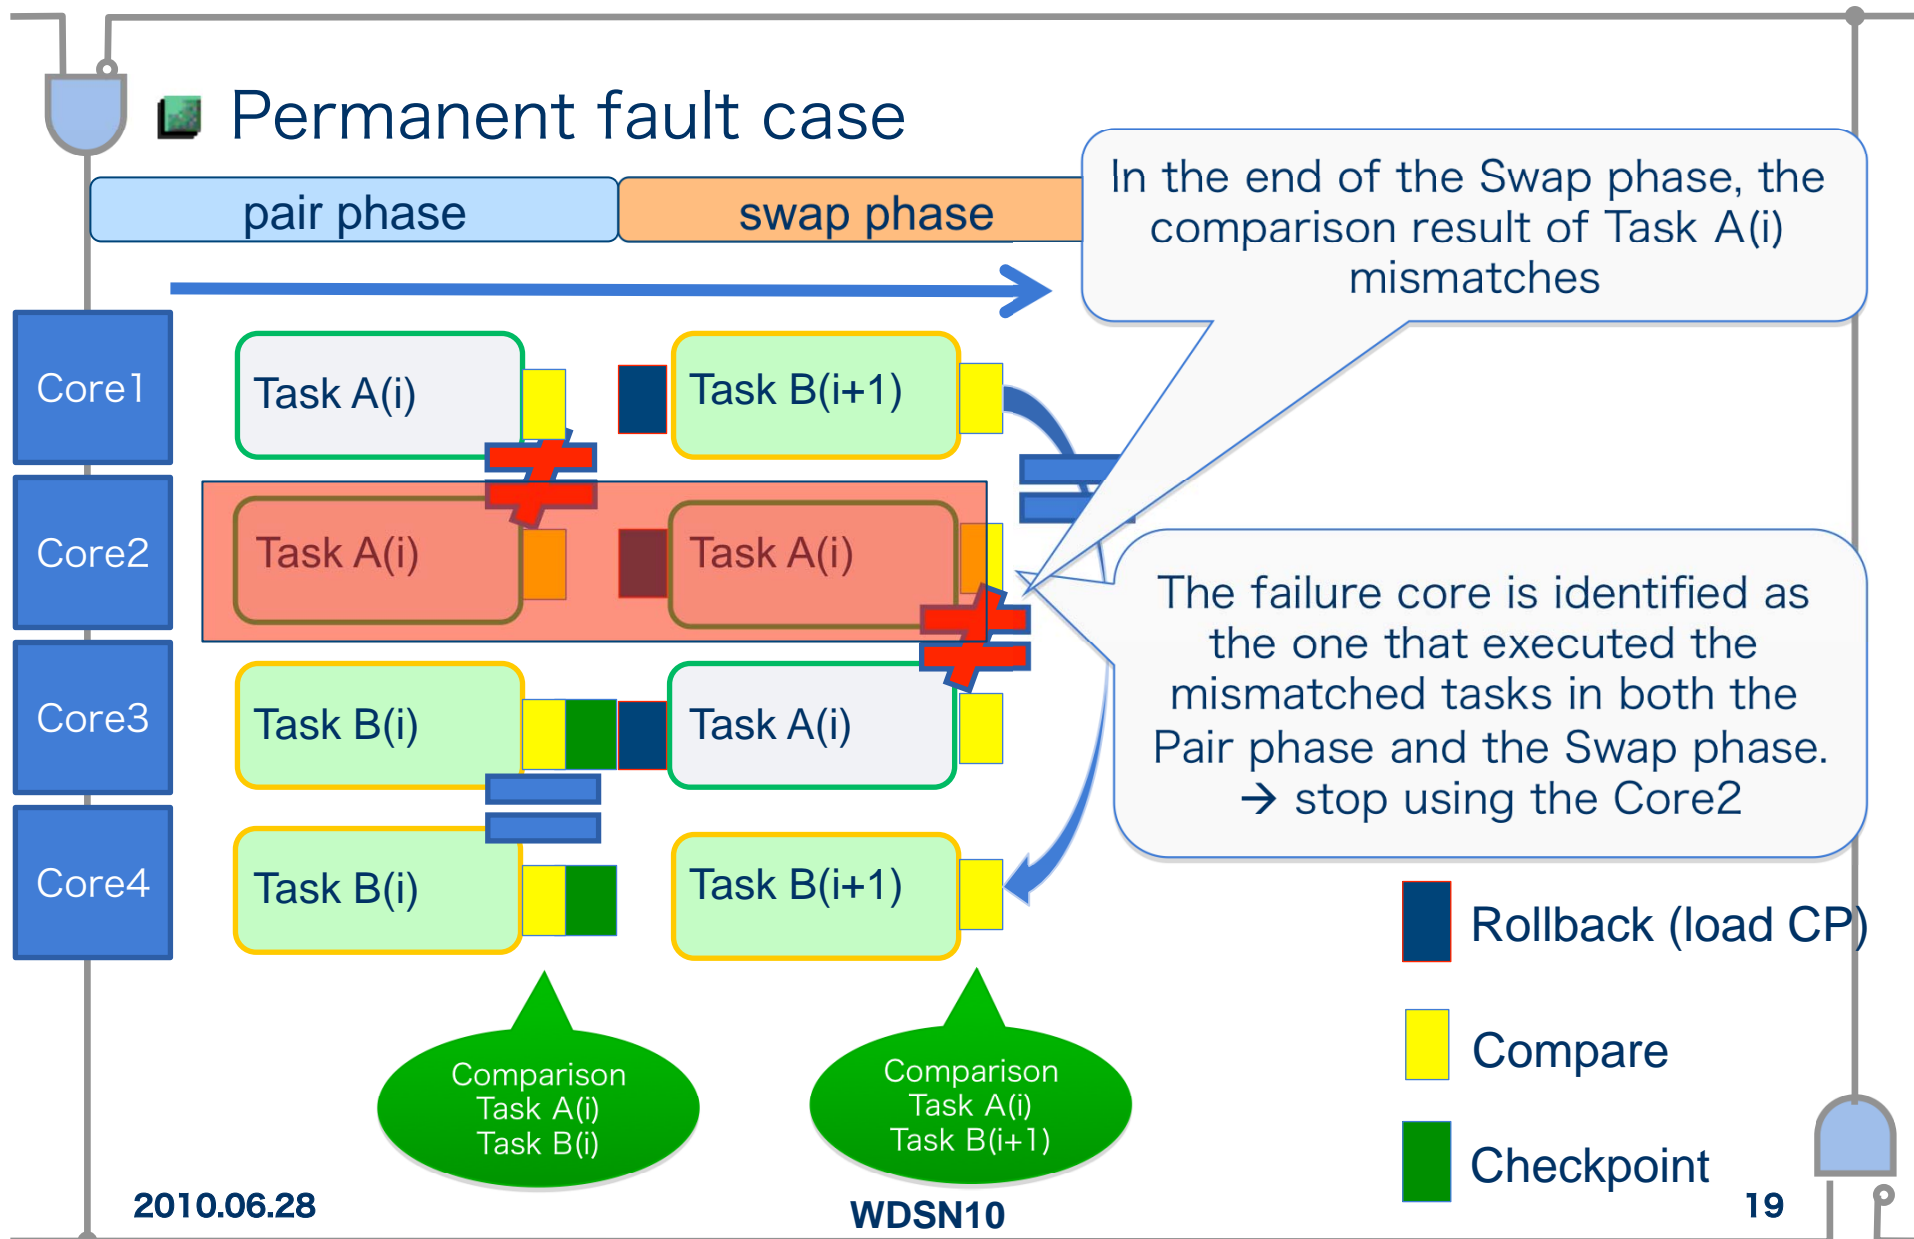 Permanent fault case
pair phase
swap phase
In the end of the Swap phase, the
comparison result of Task A(i)
mismatches
Core1
Task A(i)
Task B(i+1)
Core2
Task A(i)
Task A(i)
The failure core is identified as
the one that executed the
mismatched tasks in both the
Pair phase and the Swap phase.
→ stop using the Core2
Core3
Task B(i)
Task A(i)
Core4
Task B(i)
Task B(i+1)
Rollback (load CP)
Compare
Checkpoint
Comparison
Task A(i)
Task B(i)
Comparison
Task A(i)
Task B(i+1)
2010.06.28
WDSN10
19